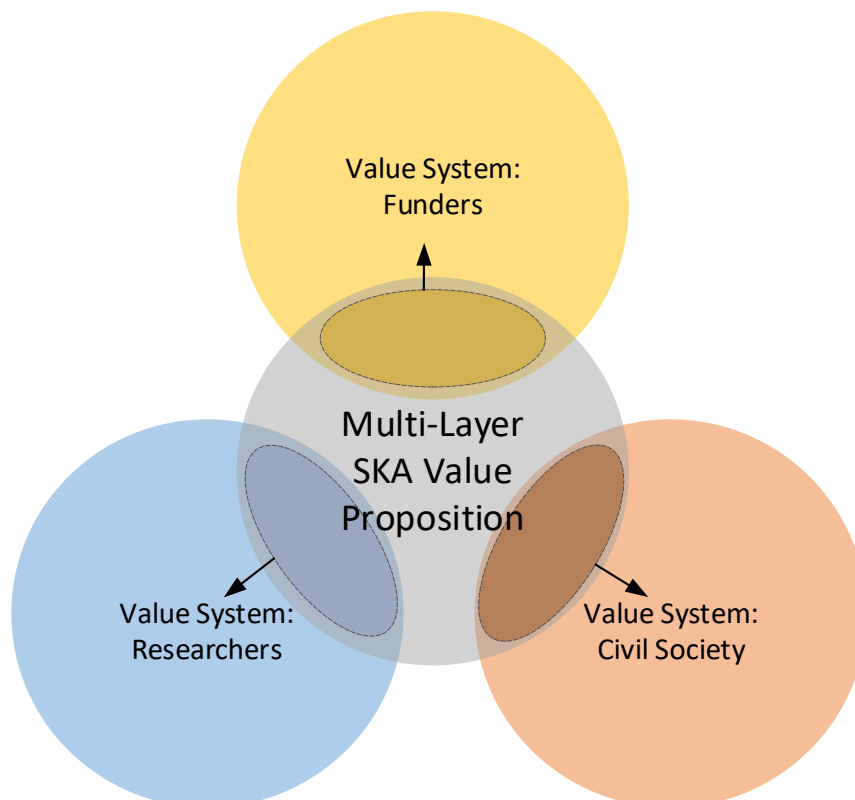 Value System:
Funders
Multi-Layer
SKA Value
Proposition
Value System:
Researchers
Value System:
Civil Society